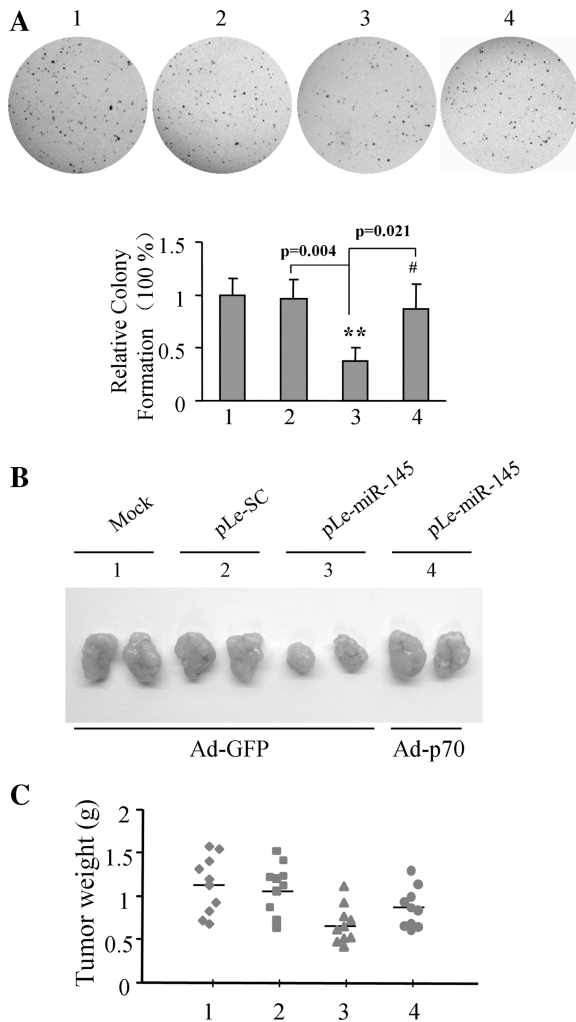 A
1 2 3 4
Relative Colony
Formation (100 %)
1.5
1
0.5
0
p=0.004
p=0.021
**
#
1 2 3 4
B
Mock pLe-SC pLe-miR-145 pLe-miR-145
1 2 3 4
Ad-GFP Ad-p70
C
Tumor weight (g)
2
1.5
1
0.5
0
1 2 3 4